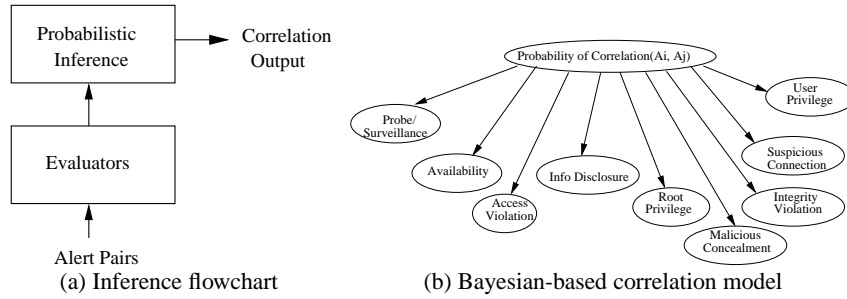 Probabilistic
Inference
Correlation
Output
Evaluators
Alert Pairs
(a) Inference flowchart
Probability of Correlation(Ai, Aj)
Probe/
Surveillance
Availability
Access
Violation
Info Disclosure
Root
Privilege
Malicious
Concealment
Integrity
Violation
Suspicious
Connection
User
Privilege
(b) Bayesian-based correlation model